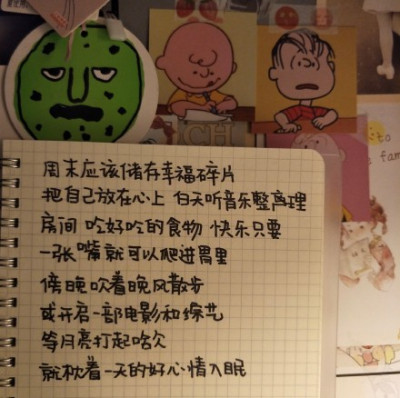 周末应该储存幸福碎片
把自己放在心上 白天听音乐整理
房间 吃好吃的食物 快乐只要
一张嘴就可以爬进胃里
傍晚吹着晚风散步
或开启一部电影和综艺
等月亮打起哈欠
就枕着一天的好心情入眠